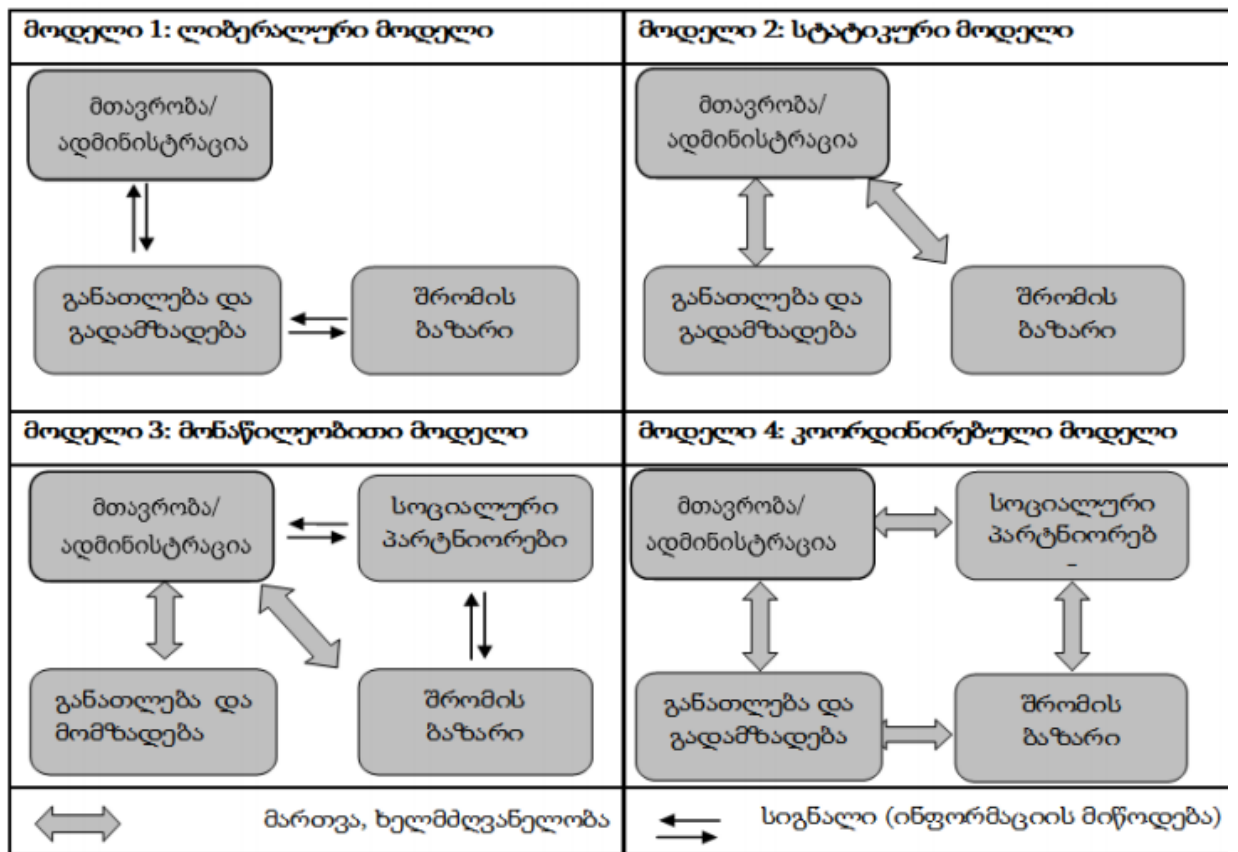 მოდელი 1: ლიბერალური მოდელი
მოდელი 2: სტატიკური მოდელი
მთავრობა/
ადმინისტრაცია
განათლება და
გადამზადება
შრომის
ბაზარი
მთავრობა/
ადმინისტრაცია
განათლება და
გადამზადება
შრომის
ბაზარი
მოდელი 3: მონაწილეობითი მოდელი
მოდელი 4: კოორდინირებული მოდელი
მთავრობა/
ადმინისტრაცია
სოციალური
პარტნიორები
განათლება და
მომზადება
შრომის
ბაზარი
მთავრობა/
ადმინისტრაცია
სოციალური
პარტნიორებ
განათლება და
გადამზადება
შრომის
ბაზარი
მართვა, ხელმძღვანელობა
სიგნალი (ინფორმაციის მიწოდება)